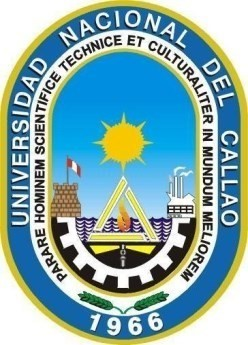 UNIVERSIDAD NACIONAL DEL CALLAO
PARARE HOMINEM SCIENTIFICE TECHNICE ET CULTURALITER IN MUNDUM MELIOREM
1966